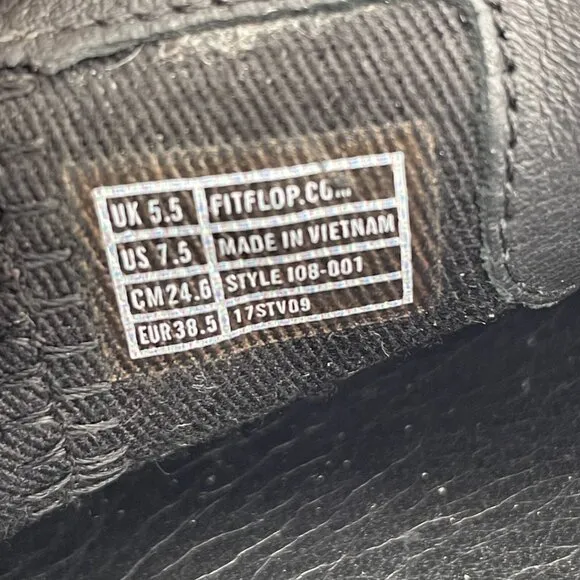 UK 5.5 FITFLOP.CO...
US 7.5 MADE IN VIETNAM
CM 24.6 STYLE 108-001
EUR 38.5 17STV09